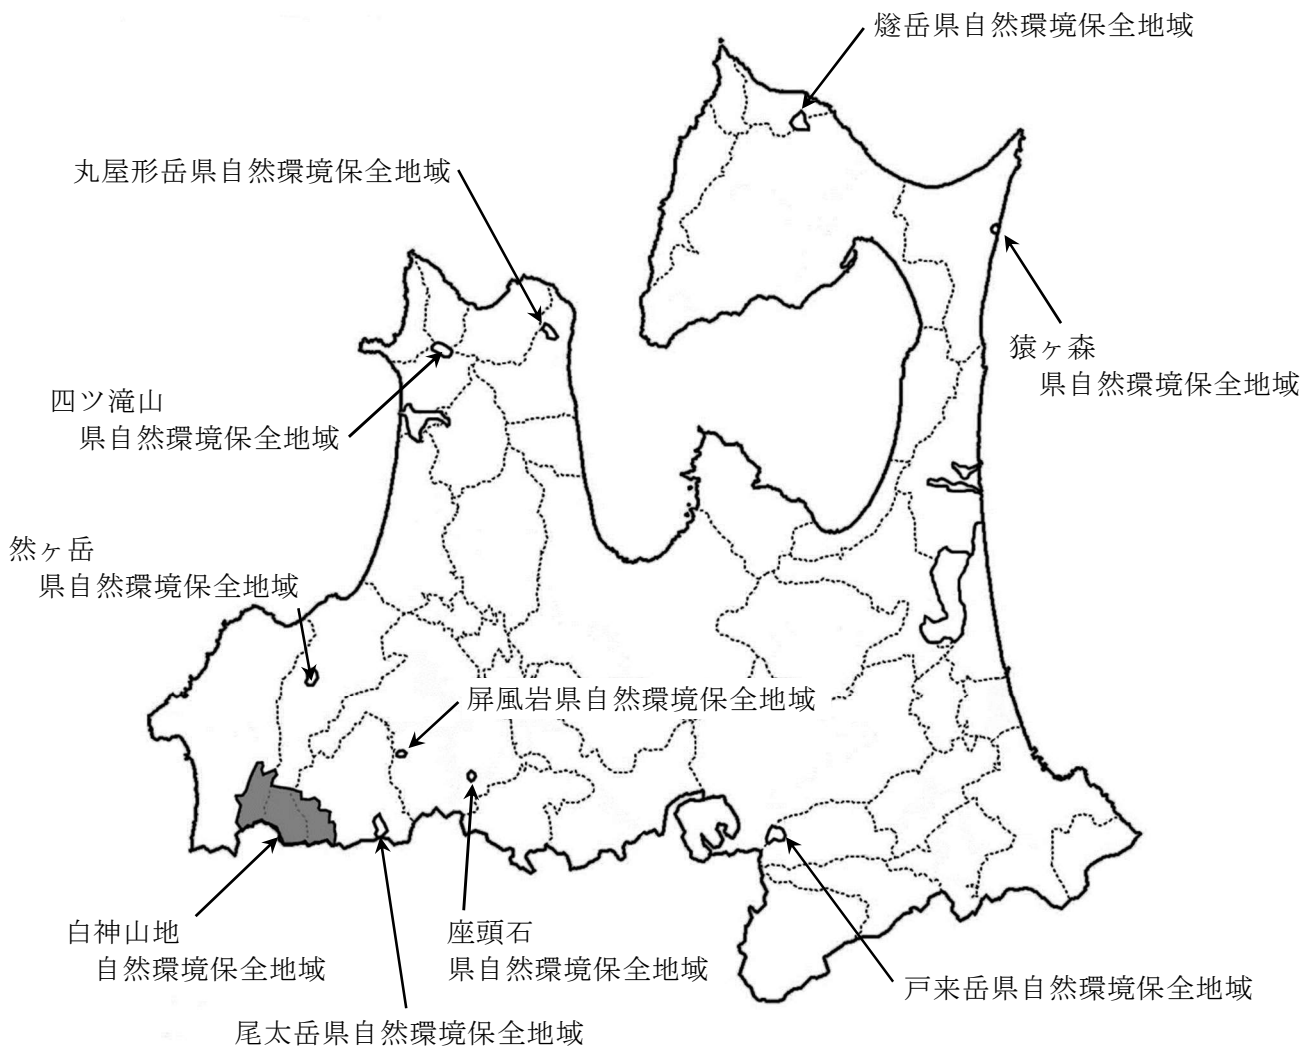 燧岳県自然環境保全地域
丸屋形岳県自然環境保全地域
猿ヶ森
県自然環境保全地域
四ツ滝山
県自然環境保全地域
然ヶ岳
県自然環境保全地域
屏風岩県自然環境保全地域
白神山地
自然環境保全地域
座頭石
県自然環境保全地域
戸来岳県自然環境保全地域
尾太岳県自然環境保全地域